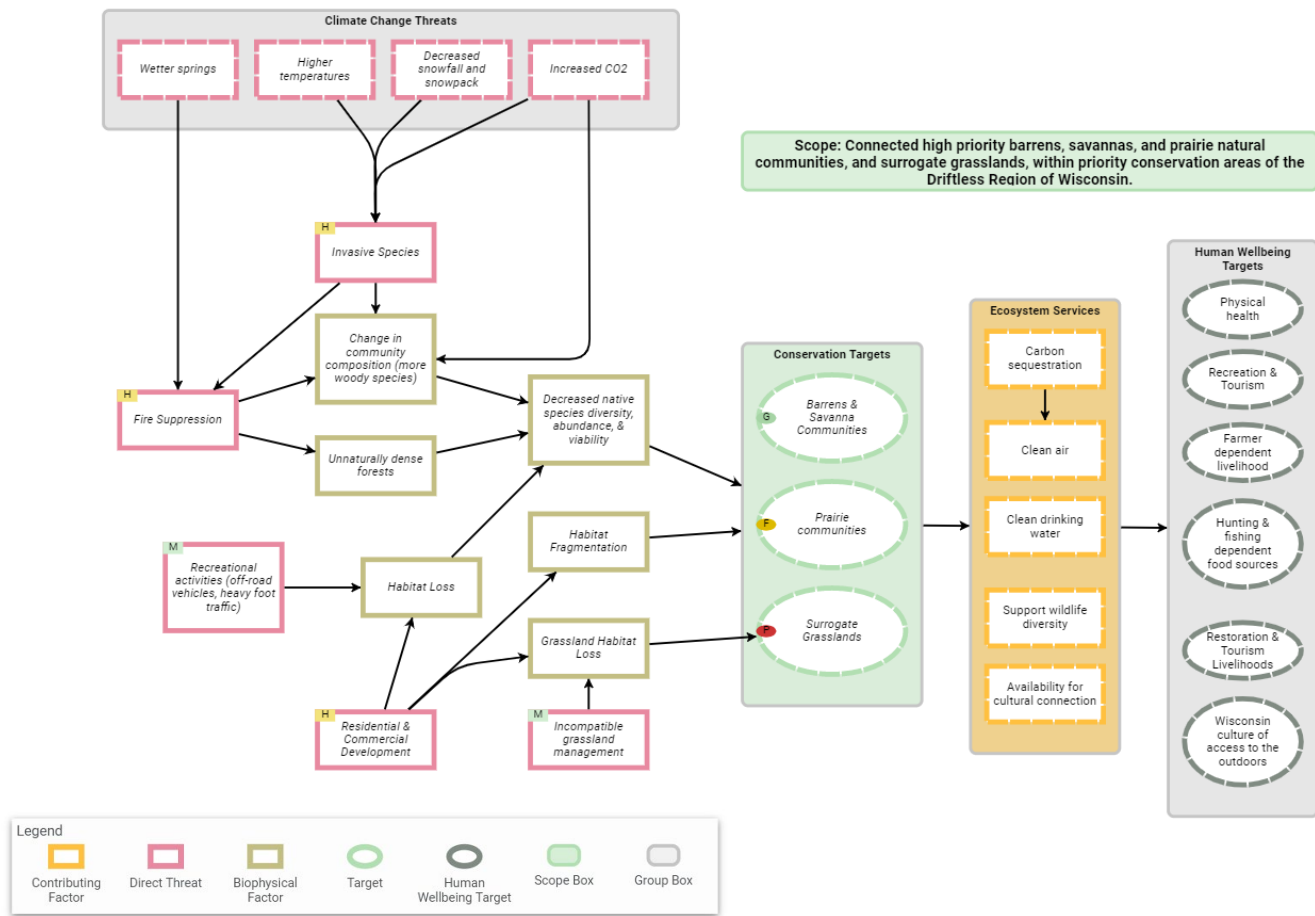 Climate Change Threats
Wetter springs
Higher
temperatures
Decreased
snowfall and
snowpack
Increased CO2
Scope: Connected high priority barrens, savannas, and prairie natural
communities, and surrogate grasslands, within priority conservation areas of the
Driftless Region of Wisconsin.
H
Invasive Species
Change in
community
composition (more
woody species)
H
Fire Suppression
Unnaturally dense
forests
Decreased native
species diversity,
abundance, &
viability
M
Recreational
activities (off-road
vehicles, heavy foot
traffic)
Habitat Loss
Habitat
Fragmentation
Grassland Habitat
Loss
H
Residential &
Commercial
Development
M
Incompatible
grassland
management
Conservation Targets
G
Barrens &
Savanna
Communities
F
Prairie
communities
P
Surrogate
Grasslands
Ecosystem Services
Carbon
sequestration
Clean air
Clean drinking
water
Support wildlife
diversity
Availability for
cultural connection
Human Wellbeing
Targets
Physical
health
Recreation &
Tourism
Farmer
dependent
livelihood
Hunting &
fishing
dependent
food sources
Restoration &
Tourism
Livelihoods
Wisconsin
culture of
access to the
outdoors
Legend
Contributing
Factor
Direct Threat
Biophysical
Factor
Target
Human
Wellbeing Target
Scope Box
Group Box